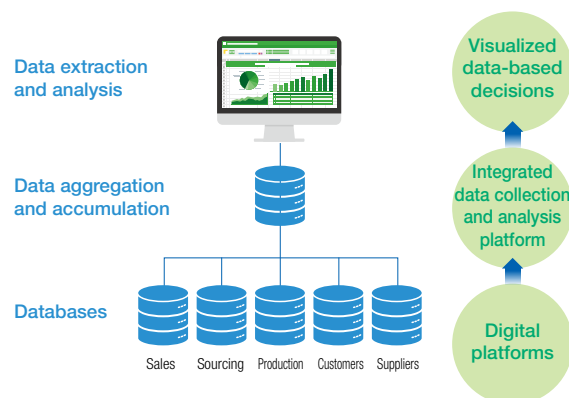 Data extraction
and analysis
Visualized
data-based
decisions
Data aggregation
and accumulation
Integrated
data collection
and analysis
platform
Databases
Digital
platforms
Sales
Sourcing
Production
Customers
Suppliers